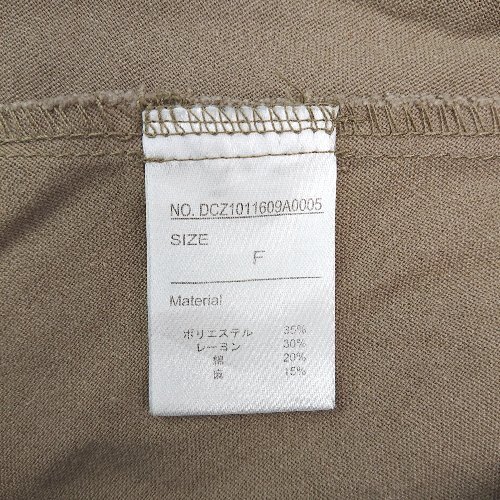 NO. DCZ1011609A0005
SIZE
F
Material
ポリエステル 35%
レーヨン 30%
綿 20%
麻 15%